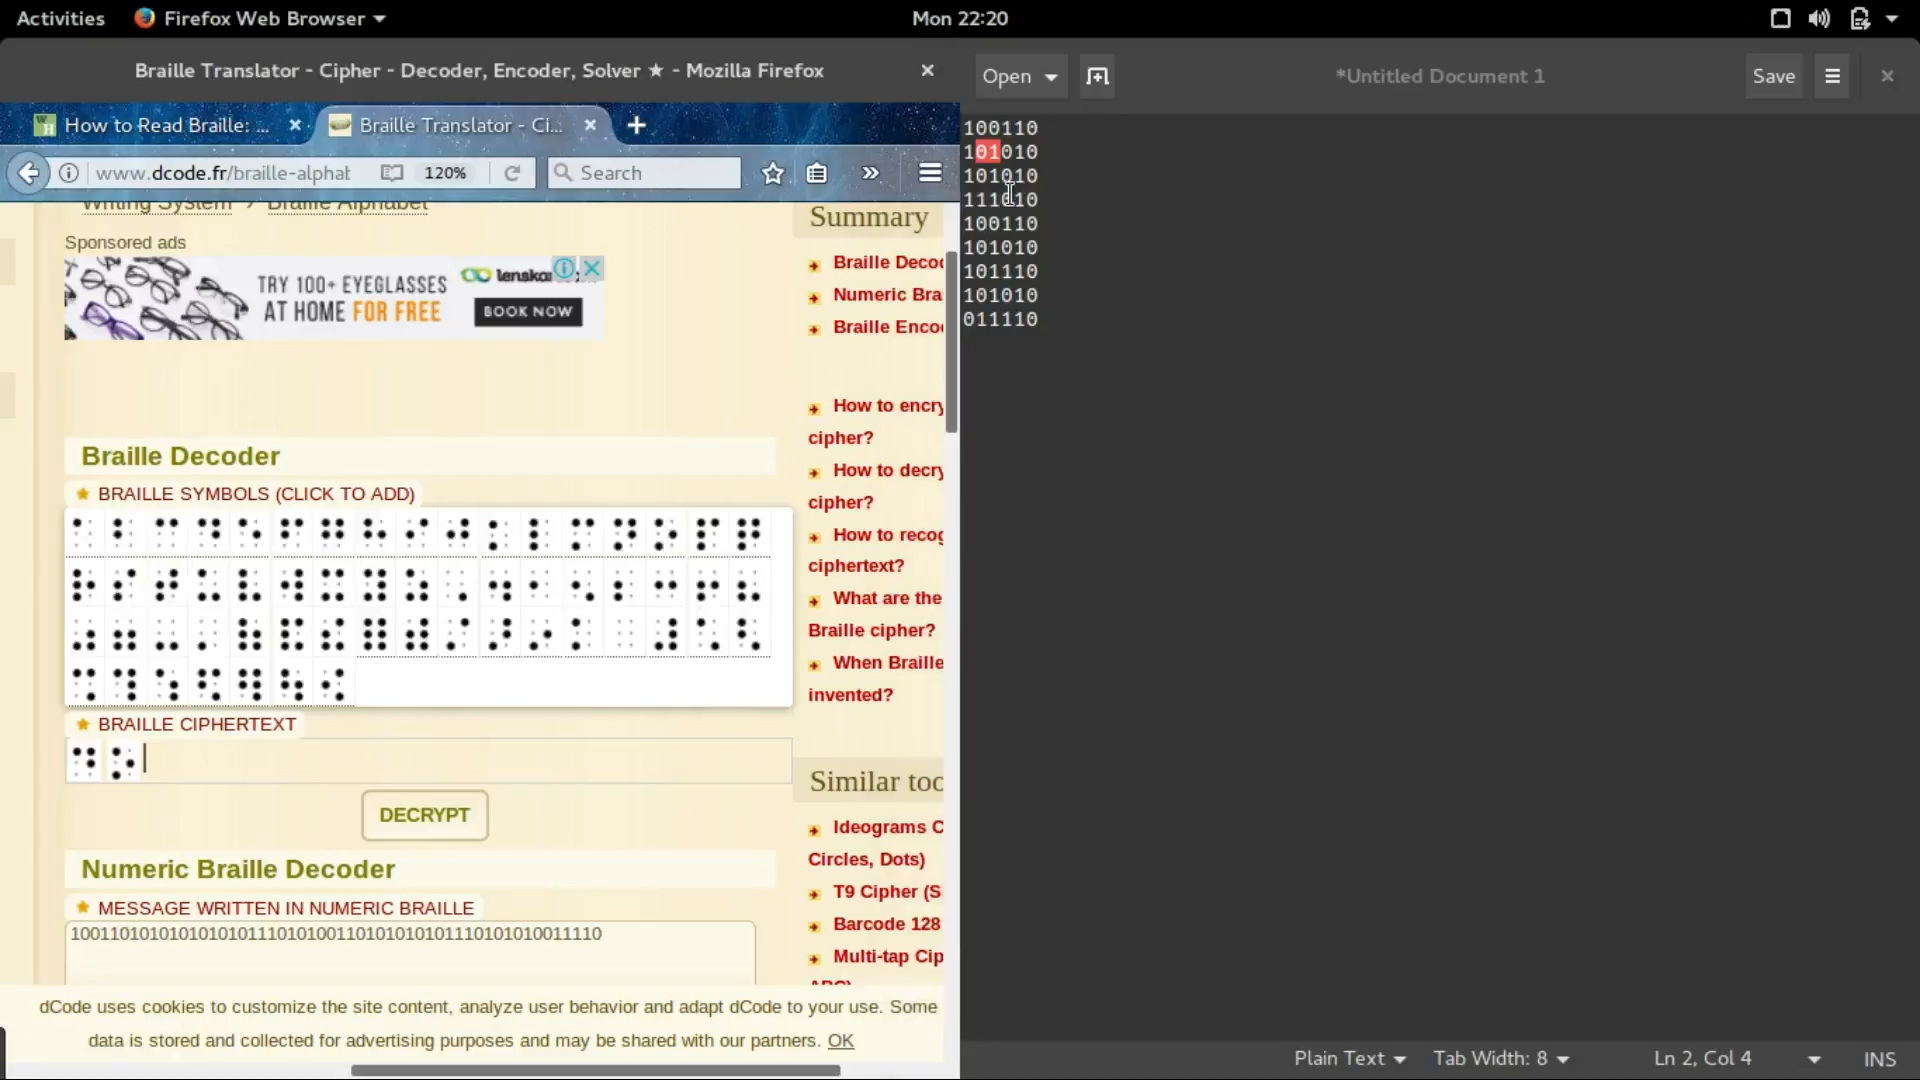 Activities Firefox Web Browser Mon 22:20
Braille Translator - Cipher - Decoder, Encoder, Solver ★ - Mozilla Firefox
How to Read Braille: ... Braille Translator - Ci...
www.dcode.fr/braille-alphab 120% Search
Writing System › Braille Alphabet
Sponsored ads
TRY 100+ EYEGLASSES
AT HOME FOR FREE
BOOK NOW
Braille Decoder
BRAILLE SYMBOLS (CLICK TO ADD)
BRAILLE CIPHERTEXT
DECRYPT
Numeric Braille Decoder
MESSAGE WRITTEN IN NUMERIC BRAILLE
Summary
Braille Deco
Numeric Bra
Braille Enco
How to encry
cipher?
How to decry
cipher?
How to recog
ciphertext?
What are the
Braille cipher?
When Braille
invented?
Similar too
Ideograms C
Circles, Dots)
T9 Cipher (S
Barcode 128
Multi-tap Cip
dCode uses cookies to customize the site content, analyze user behavior and adapt dCode to your use. Some
data is stored and collected for advertising purposes and may be shared with our partners. OK
Open *Untitled Document 1 Save
100110
101010
101010
111010
100110
101010
101110
101010
011110
Plain Text Tab Width: 8 Ln 2, Col 4 INS